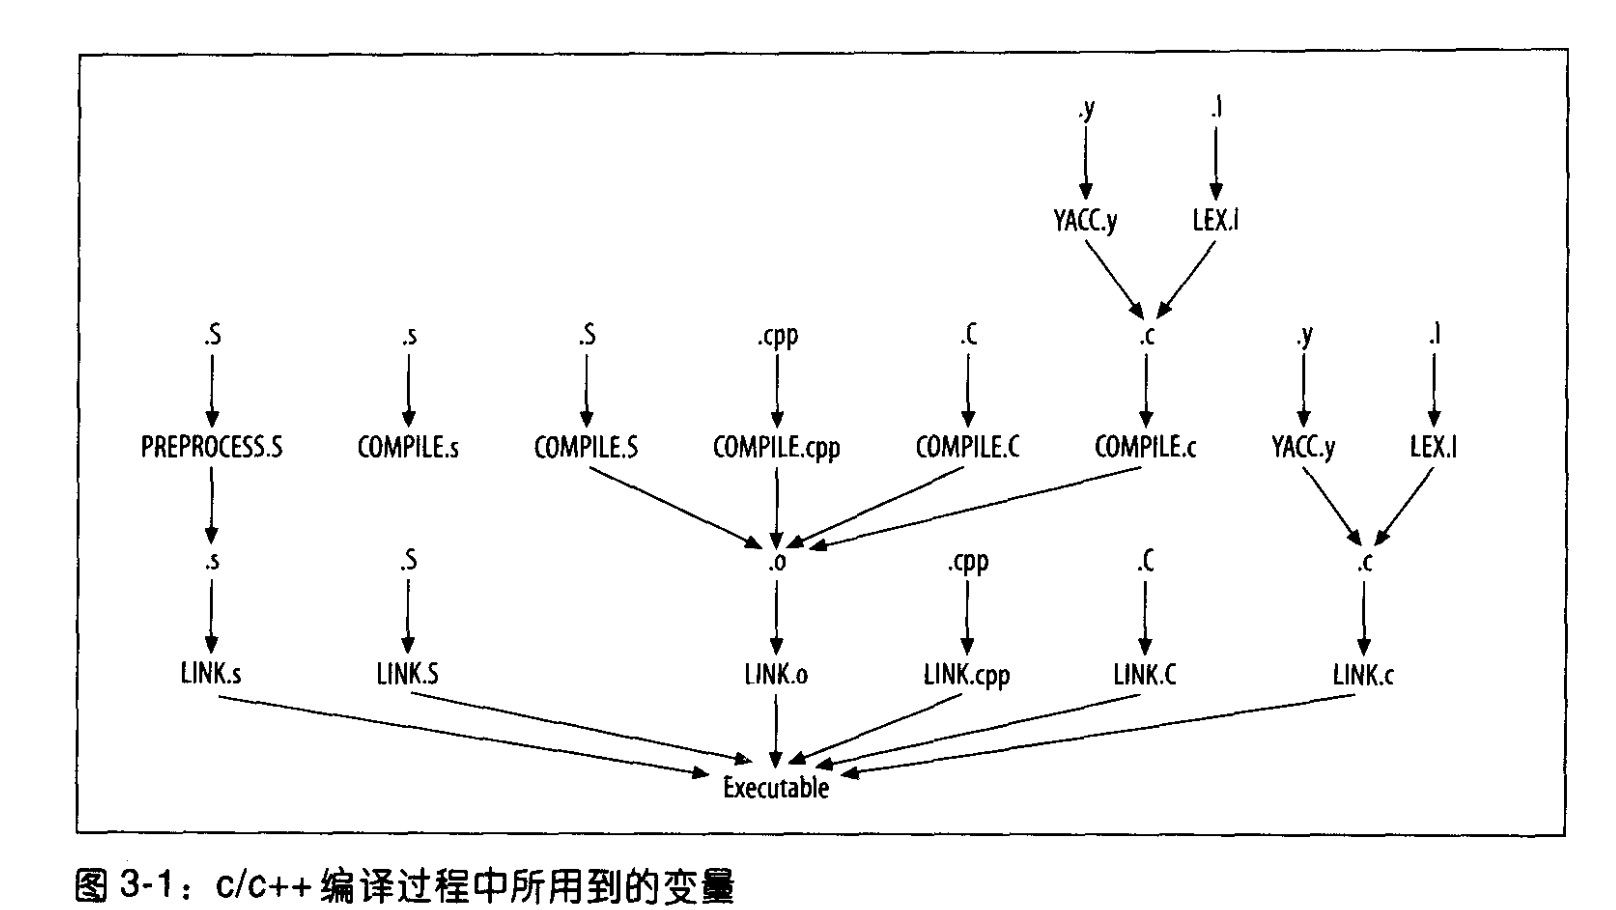 .y .l
YACC.y LEX.l
.S .s .S .cpp .C .c .y .l
PREPROCESS.S COMPILE.s COMPILE.S COMPILE.cpp COMPILE.C COMPILE.c YACC.y LEX.l
.s .S .o .cpp .C .c
LINK.s LINK.S LINK.o LINK.cpp LINK.C LINK.c
Executable
图 3-1：c/c++ 编译过程中所用到的变量